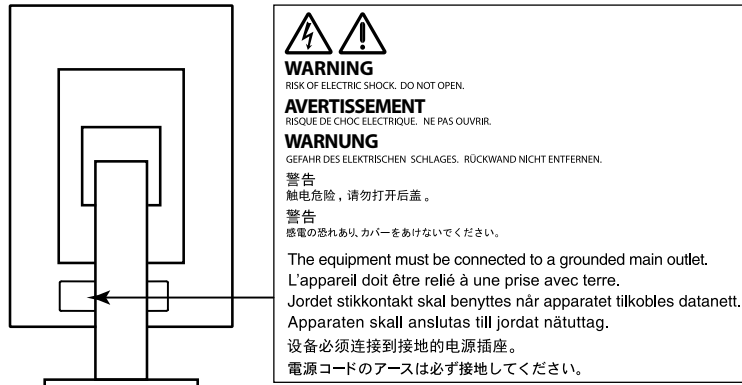 WARNING
RISK OF ELECTRIC SHOCK. DO NOT OPEN.
AVERTISSEMENT
RISQUE DE CHOC ELECTRIQUE. NE PAS OUVRIR.
WARNUNG
GEFAHR DES ELEKTRISCHEN SCHLAGES. RÜCKWAND NICHT ENTFERNEN.
警告
触电危险，请勿打开后盖。
警告
感電の恐れあり、カバーをあけないでください。
The equipment must be connected to a grounded main outlet.
L'appareil doit être relié à une prise avec terre.
Jordet stikkontakt skal benyttes når apparatet tilkobles datanett.
Apparaten skall anslutas till jordat nätuttag.
设备必须连接到接地的电源插座。
電源コードのアースは必ず接地してください。